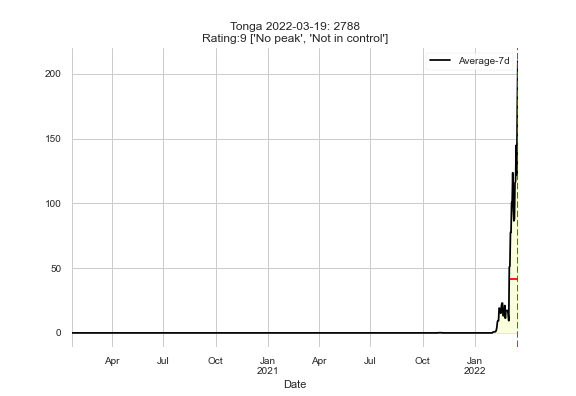 Tonga 2022-03-19: 2788
Rating:9 ['No peak', 'Not in control']
Average-7d
200
150
100
50
0
Apr Jul Oct Jan Apr Jul Oct Jan
2021 2022
Date